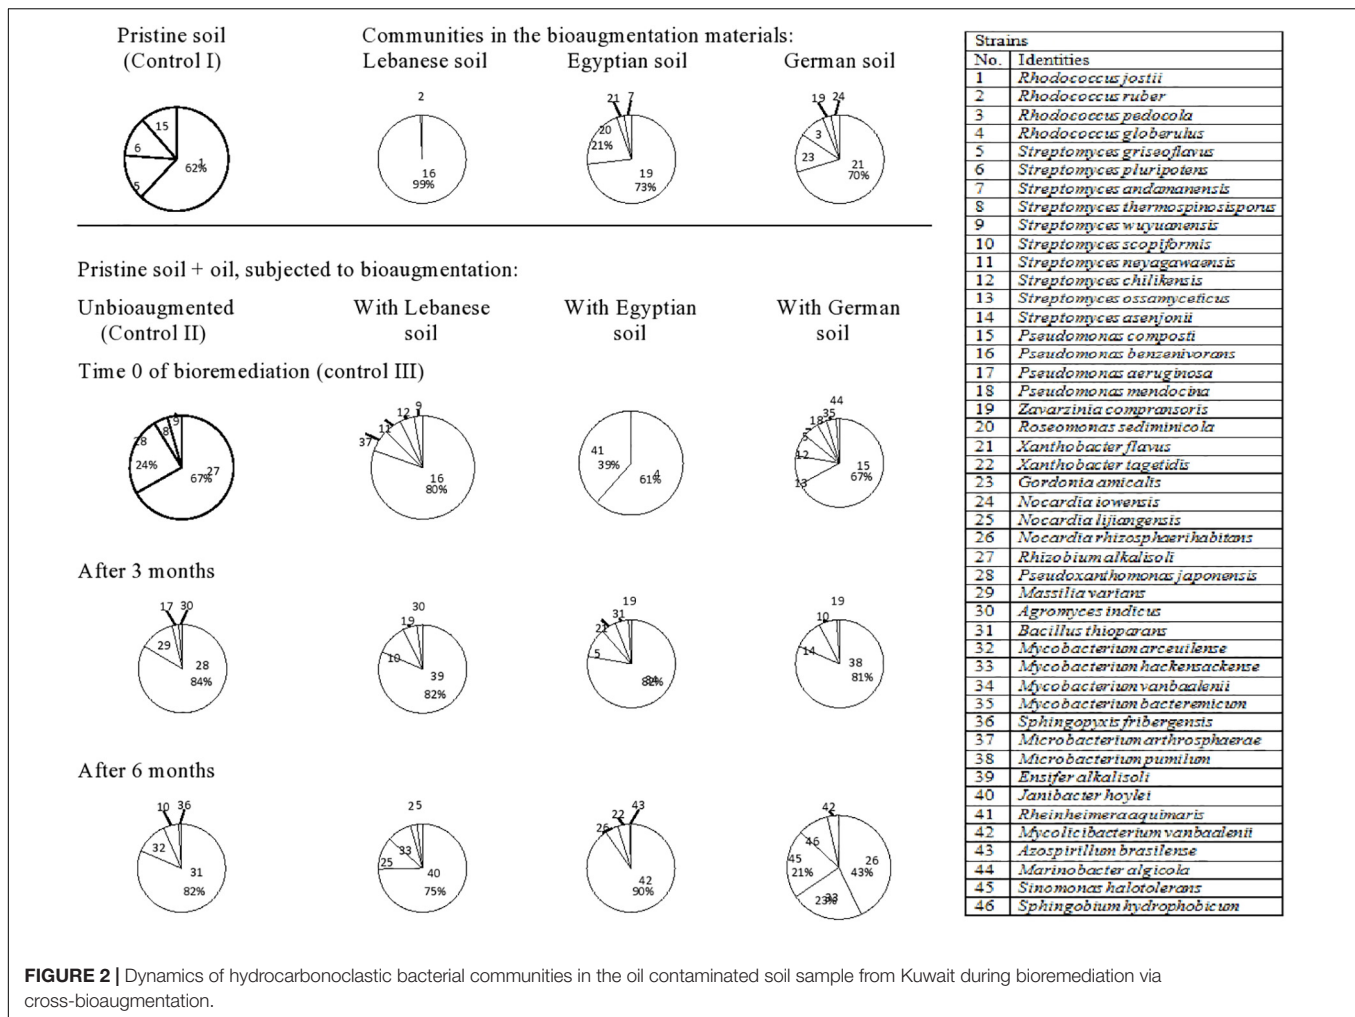 Pristine soil
(Control I)
Communities in the bioaugmentation materials:
Lebanese soil
Egyptian soil
German soil
15
6
5
1
62%
2
16
99%
21
7
20
21%
19
73%
19
24
3
23
21
70%
Pristine soil + oil, subjected to bioaugmentation:
Unbioaugmented
(Control II)
With Lebanese
soil
With Egyptian
soil
With German
soil
Time 0 of bioremediation (control III)
9
8
28
24%
27
67%
9
12
11
37
16
80%
41
39%
4
61%
44
35
18
7
5
12
13
15
67%
After 3 months
17
30
29
28
84%
30
19
10
39
82%
19
31
1
21
5
34
82%
19
10
14
38
81%
After 6 months
10
36
32
31
82%
25
33
25
40
75%
43
22
26
42
90%
42
46
45
21%
26
43%
33
23%
Strains
No. Identities
1 Rhodococcus jostii
2 Rhodococcus ruber
3 Rhodococcus pedocola
4 Rhodococcus globerulus
5 Streptomyces griseoflavus
6 Streptomyces pluripotens
7 Streptomyces andamanensis
8 Streptomyces thermospinosisporus
9 Streptomyces wuyuanensis
10 Streptomyces scopiformis
11 Streptomyces neyagawaensis
12 Streptomyces chilikensis
13 Streptomyces ossamyceticus
14 Streptomyces asenjonii
15 Pseudomonas composti
16 Pseudomonas benzenivorans
17 Pseudomonas aeruginosa
18 Pseudomonas mendocina
19 Zavarzinia compransoris
20 Roseomonas sediminicola
21 Xanthobacter flavus
22 Xanthobacter tagetidis
23 Gordonia amicalis
24 Nocardia iowensis
25 Nocardia lijiangensis
26 Nocardia rhizosphaerihabitans
27 Rhizobium alkalisoli
28 Pseudoxanthomonas japonensis
29 Massilia varians
30 Agromyces indicus
31 Bacillus thioparans
32 Mycobacterium arceuilense
33 Mycobacterium hackensackense
34 Mycobacterium vanbaalenii
35 Mycobacterium bacteremicum
36 Sphingopyxis fribergensis
37 Microbacterium arthrosphaerae
38 Microbacterium pumilum
39 Ensifer alkalisoli
40 Janibacter hoylei
41 Rheinheimera aquimaris
42 Mycolicibacterium vanbaalenii
43 Azospirillum brasilense
44 Marinobacter algicola
45 Sinomonas halotolerans
46 Sphingobium hydrophobicum
FIGURE 2 | Dynamics of hydrocarbonoclastic bacterial communities in the oil contaminated soil sample from Kuwait during bioremediation via
cross-bioaugmentation.